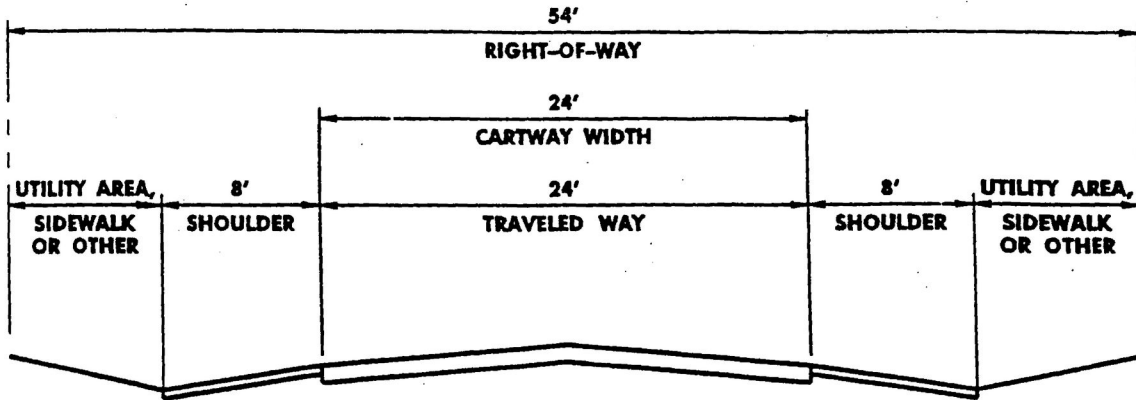 54'
RIGHT-OF-WAY
24'
CARTWAY WIDTH
UTILITY AREA,
SIDEWALK
OR OTHER
8'
SHOULDER
24'
TRAVELED WAY
8'
SHOULDER
UTILITY AREA,
SIDEWALK
OR OTHER